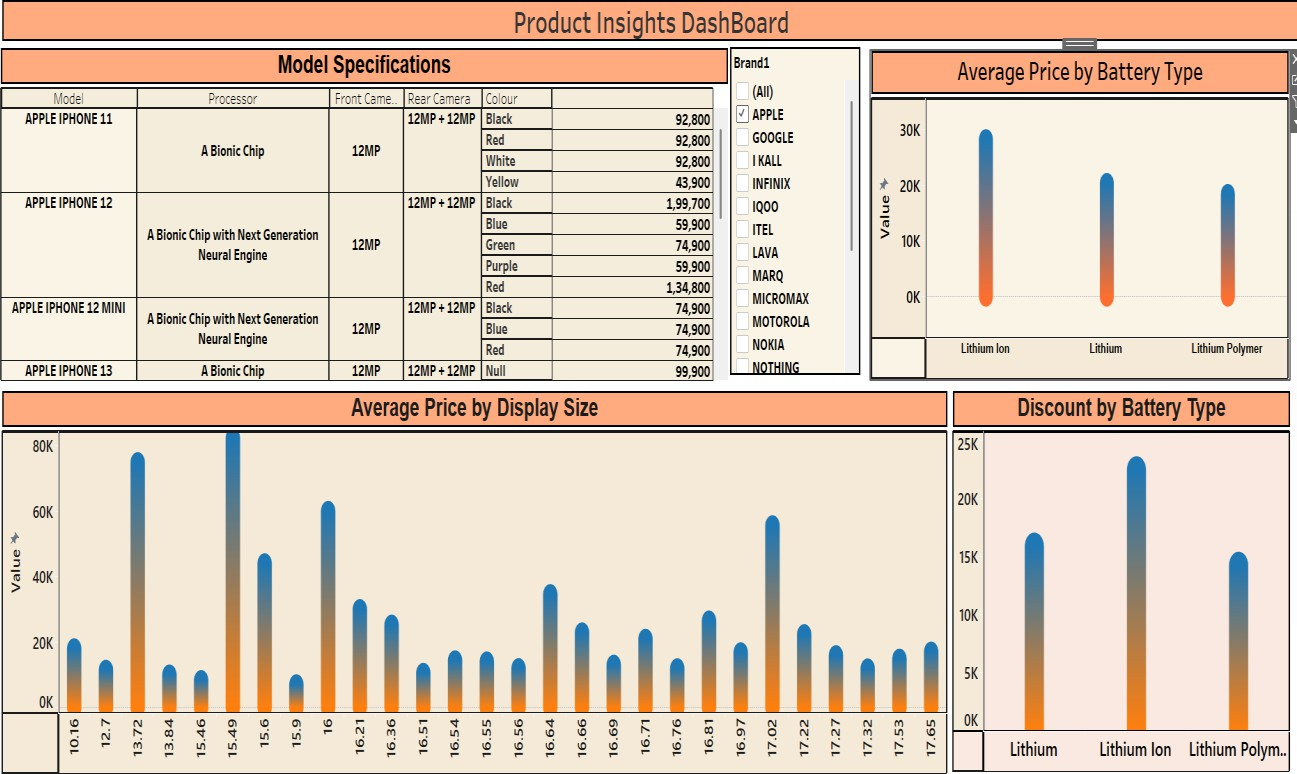 Product Insights DashBoard
Model Specifications
Model Processor Front Came.. Rear Camera Colour
APPLE IPHONE 11 A Bionic Chip 12MP 12MP + 12MP Black 92,800
Red 92,800
White 92,800
Yellow 43,900
APPLE IPHONE 12 A Bionic Chip with Next Generation Neural Engine 12MP 12MP + 12MP Black 1,99,700
Blue 59,900
Green 74,900
Purple 59,900
Red 1,34,800
APPLE IPHONE 12 MINI A Bionic Chip with Next Generation Neural Engine 12MP 12MP + 12MP Black 74,900
Blue 74,900
Red 74,900
APPLE IPHONE 13 A Bionic Chip 12MP 12MP + 12MP Null 99,900
Brand1
(All)
APPLE
GOOGLE
I KALL
INFINIX
IQOO
ITEL
LAVA
MARQ
MICROMAX
MOTOROLA
NOKIA
NOTHING
Average Price by Battery Type
30K
20K
10K
0K
Value
Lithium Ion Lithium Lithium Polymer
Average Price by Display Size
80K
60K
40K
20K
0K
Value
10.16 12.7 13.72 13.84 15.46 15.49 15.6 15.9 16 16.21 16.36 16.51 16.54 16.55 16.56 16.64 16.66 16.69 16.71 16.76 16.81 16.97 17.02 17.22 17.27 17.32 17.53 17.65
Discount by Battery Type
25K
20K
15K
10K
5K
0K
Lithium Lithium Ion Lithium Polym..